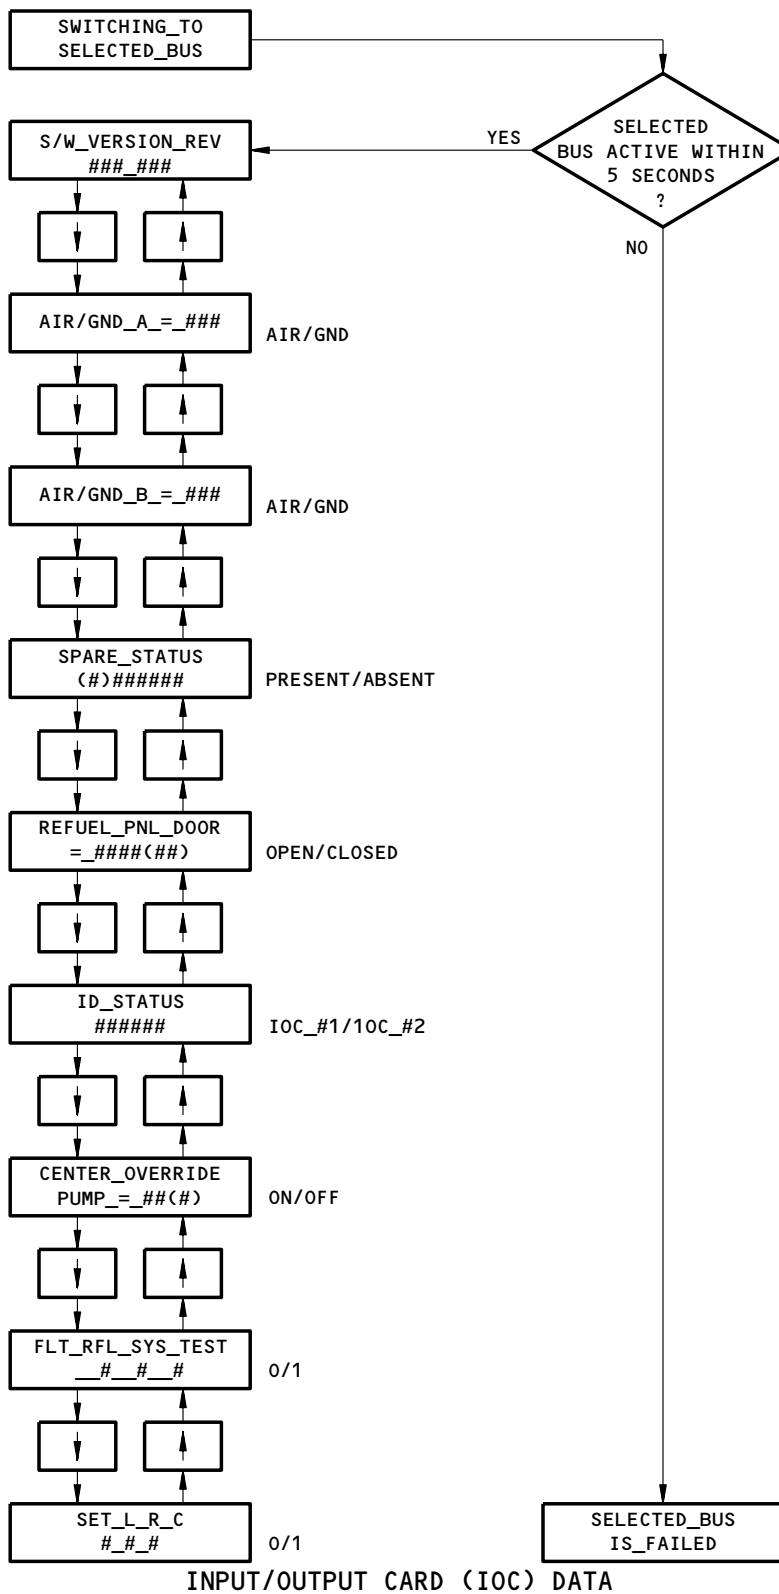 SWITCHING_TO
SELECTED_BUS
SELECTED
BUS ACTIVE WITHIN
5 SECONDS
?
YES
NO
S/W_VERSION_REV
###_###
AIR/GND_A_=_###
AIR/GND
AIR/GND_B_=_###
AIR/GND
SPARE_STATUS
(#)######
PRESENT/ABSENT
REFUEL_PNL_DOOR
=_####(##)
OPEN/CLOSED
ID_STATUS
######
IOC_#1/1OC_#2
CENTER_OVERRIDE
PUMP_=_##(#)
ON/OFF
FLT_RFL_SYS_TEST
__#__#__#
0/1
SET_L_R_C
#_#_#
0/1
SELECTED_BUS
IS_FAILED
INPUT/OUTPUT CARD (IOC) DATA